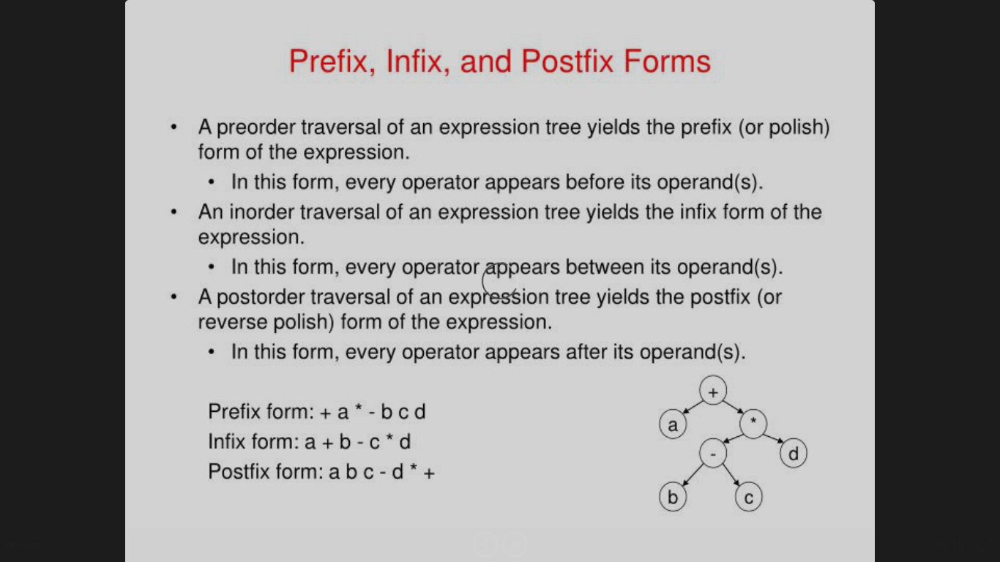 Prefix, Infix, and Postfix Forms
• A preorder traversal of an expression tree yields the prefix (or polish)
form of the expression.
• In this form, every operator appears before its operand(s).
• An inorder traversal of an expression tree yields the infix form of the
expression.
• In this form, every operator appears between its operand(s).
• A postorder traversal of an expression tree yields the postfix (or
reverse polish) form of the expression.
• In this form, every operator appears after its operand(s).
Prefix form: + a * - b c d
Infix form: a + b - c * d
Postfix form: a b c - d * +
+
a *
- d
b c